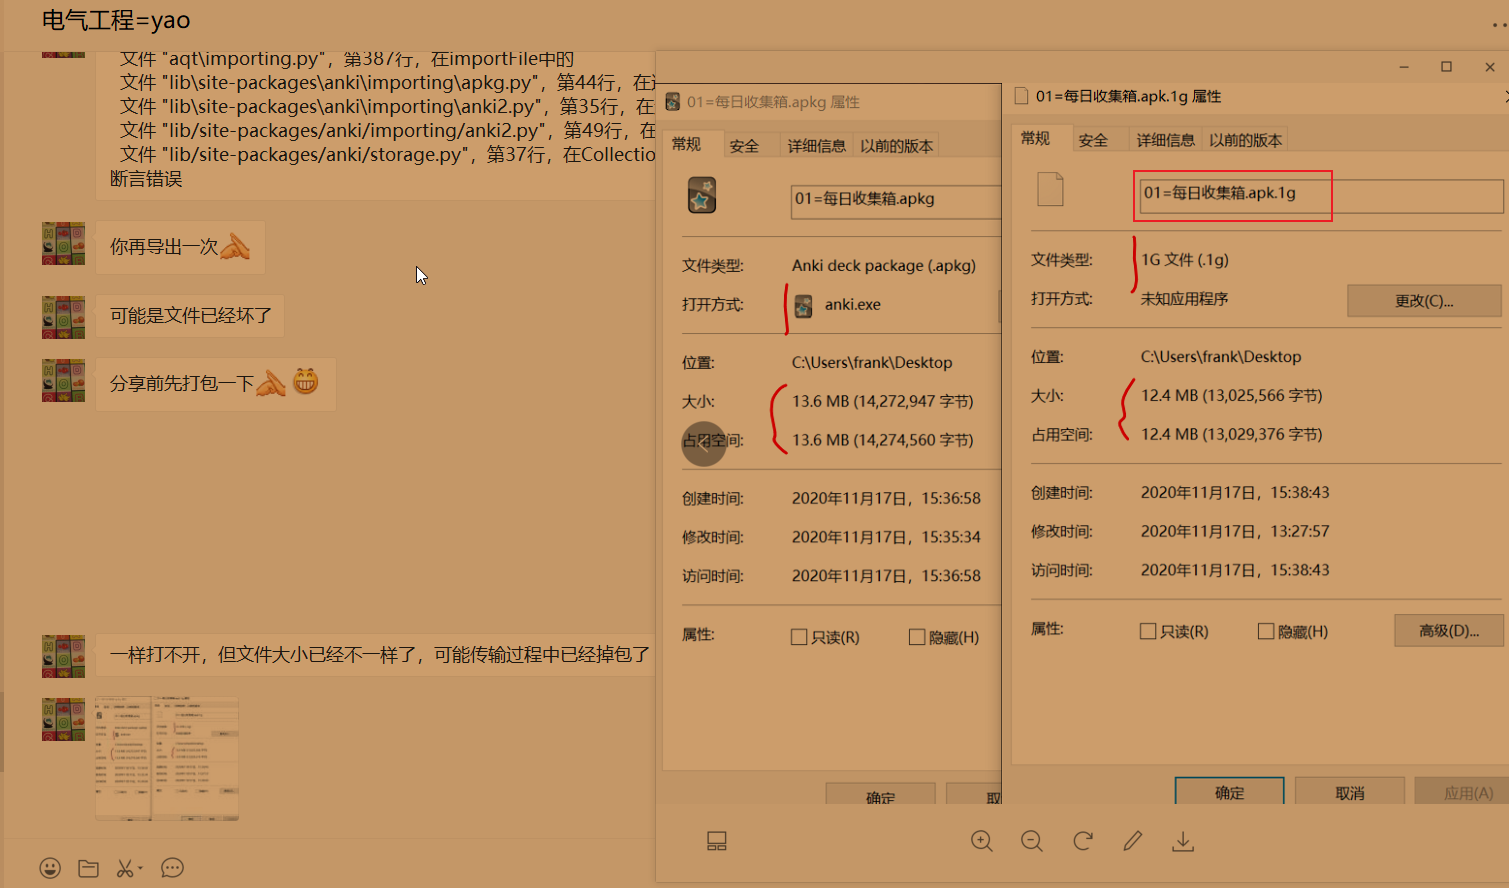 电气工程=yao
文件 "aqt\importing.py"，第387行，在importFile中的
文件 "lib\site-packages\anki\importing\apkg.py"，第44行，在
文件 "lib\site-packages\anki\importing\anki2.py"，第35行，在
文件 "lib/site-packages/anki/importing/anki2.py"，第49行，在
文件 "lib/site-packages/anki/storage.py"，第37行，在Collectio
断言错误
你再导出一次
可能是文件已经坏了
分享前先打包一下
一样打不开，但文件大小已经不一样了，可能传输过程中已经掉包了
01=每日收集箱.apkg 属性
常规 安全 详细信息 以前的版本
01=每日收集箱.apkg
文件类型: Anki deck package (.apkg)
打开方式: anki.exe
位置: C:\Users\frank\Desktop
大小: 13.6 MB (14,272,947 字节)
占用空间: 13.6 MB (14,274,560 字节)
创建时间: 2020年11月17日，15:36:58
修改时间: 2020年11月17日，15:35:34
访问时间: 2020年11月17日，15:36:58
属性: 只读(R) 隐藏(H)
确定 取
01=每日收集箱.apk.1g 属性
常规 安全 详细信息 以前的版本
01=每日收集箱.apk.1g
文件类型: 1G 文件 (.1g)
打开方式: 未知应用程序 更改(C)...
位置: C:\Users\frank\Desktop
大小: 12.4 MB (13,025,566 字节)
占用空间: 12.4 MB (13,029,376 字节)
创建时间: 2020年11月17日，15:38:43
修改时间: 2020年11月17日，13:27:57
访问时间: 2020年11月17日，15:38:43
属性: 只读(R) 隐藏(H) 高级(D)...
确定 取消 应用(A)